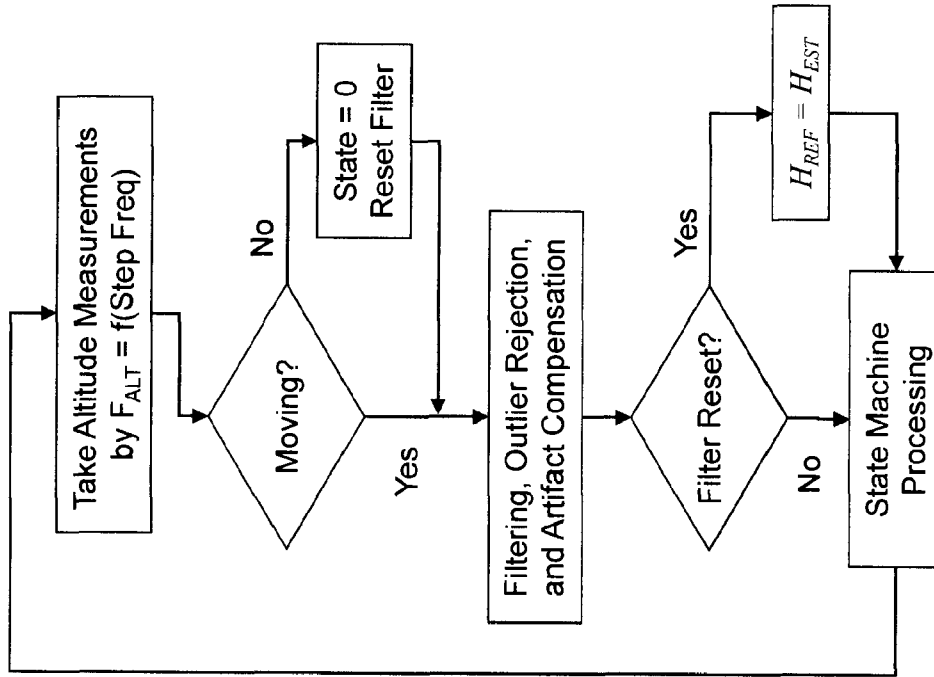 Take Altitude Measurements
by F_ALT = f(Step Freq)
Moving?
No
State = 0
Reset Filter
Yes
Filtering, Outlier Rejection,
and Artifact Compensation
Filter Reset?
Yes
H_REF = H_EST
No
State Machine
Processing